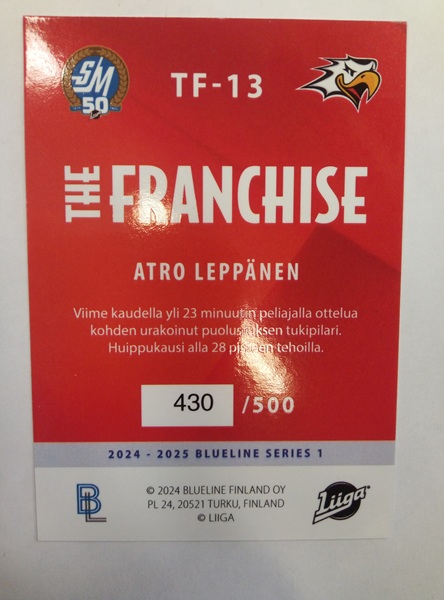 SM
50
TF-13
THE FRANCHISE
ATRO LEPPÄNEN
Viime kaudella yli 23 minuutin peliajalla ottelua
kohden urakoinut puolustuksen tukipilari.
Huippukausi alla 28 pisteen tehoilla.
430 /500
2024 - 2025 BLUELINE SERIES 1
BL
© 2024 BLUELINE FINLAND OY
PL 24, 20521 TURKU, FINLAND
© LIIGA
Liiga